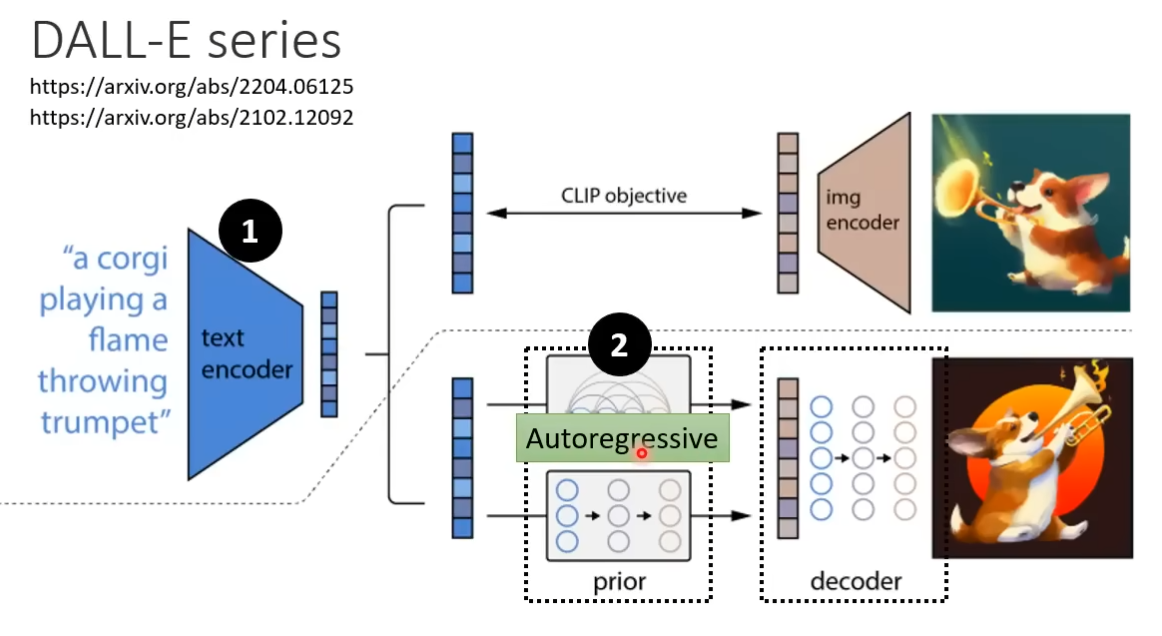 DALL-E series
https://arxiv.org/abs/2204.06125
https://arxiv.org/abs/2102.12092
1
“a corgi
playing a
flame
throwing
trumpet”
text
encoder
CLIP objective
img
encoder
2
Autoregressive
prior
decoder